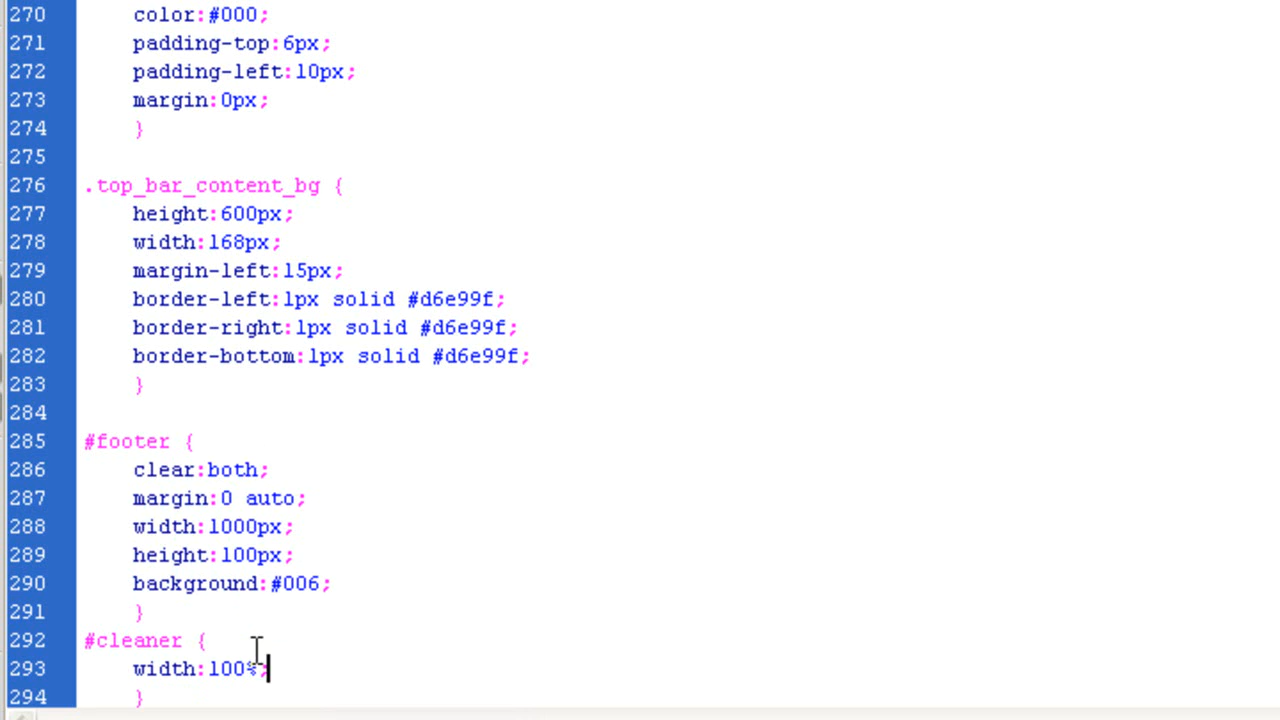 270 color:#000;
271 padding-top:6px;
272 padding-left:10px;
273 margin:0px;
274 }
275
276 .top_bar_content_bg {
277 height:600px;
278 width:168px;
279 margin-left:15px;
280 border-left:1px solid #d6e99f;
281 border-right:1px solid #d6e99f;
282 border-bottom:1px solid #d6e99f;
283 }
284
285 #footer {
286 clear:both;
287 margin:0 auto;
288 width:1000px;
289 height:100px;
290 background:#006;
291 }
292 #cleaner {
293 width:100%;
294 }